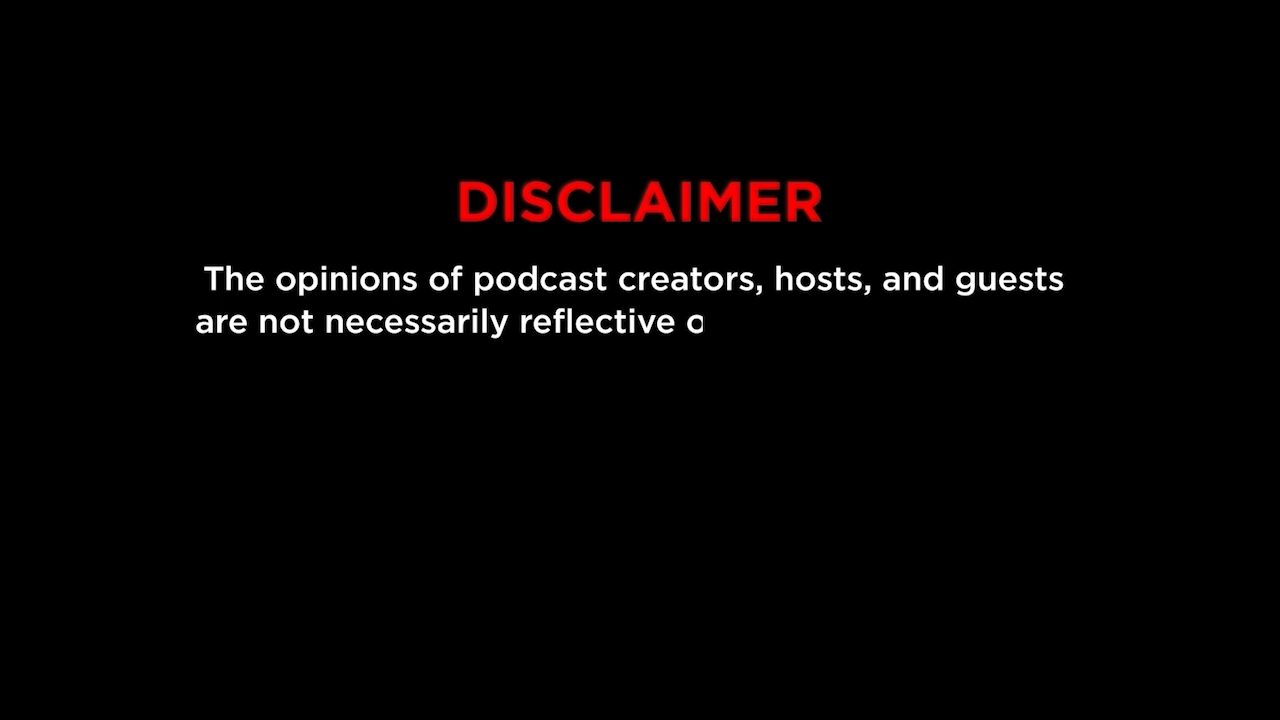 DISCLAIMER
The opinions of podcast creators, hosts, and guests
are not necessarily reflective